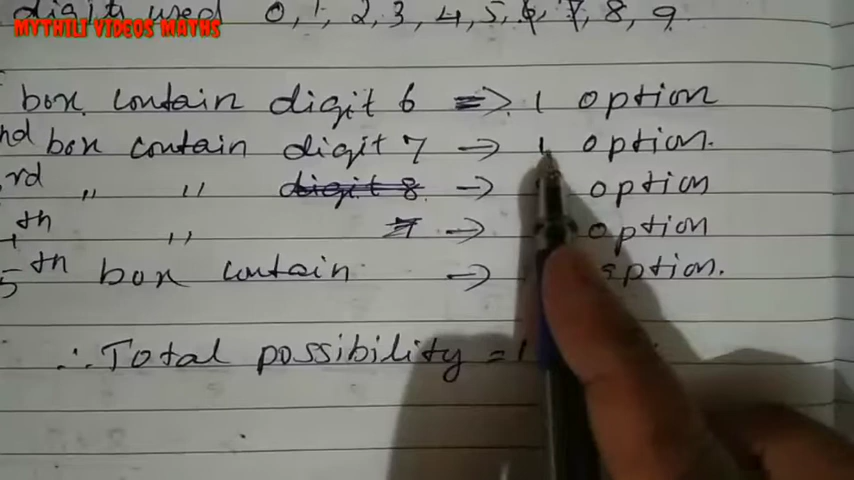 digits used 0, 1, 2, 3, 4, 5, 6, 7, 8, 9
MYTHILI VIDEOS MATHS
box contain digit 6 => 1 option
nd box contain digit 7 → 1 option.
rd " " digit 8 → option
th " 7 → option
5th box contain → option.
∴ Total possibility = 1